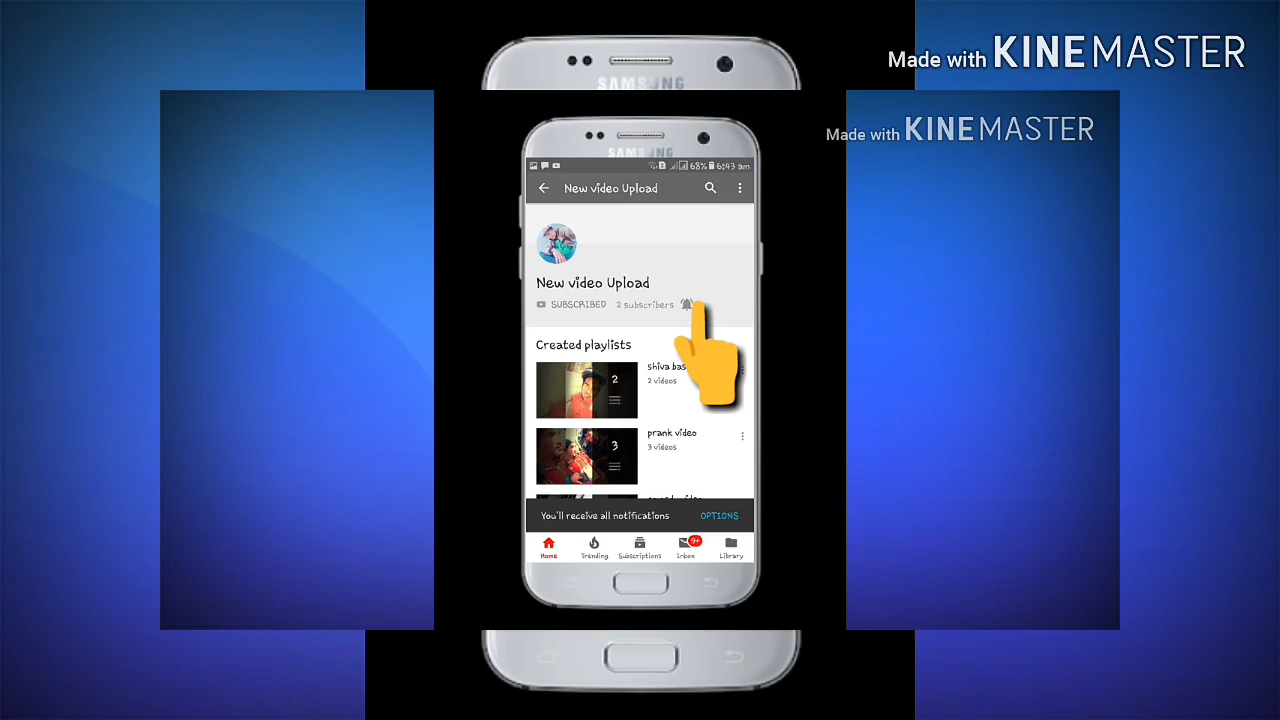 Made with KINEMASTER
SAMSUNG
Made with KINEMASTER
SAMSUNG
68% 6:43 am
New video Upload
New video Upload
SUBSCRIBED 2 subscribers
Created playlists
2
shiva bas
2 videos
3
prank video
3 videos
You'll receive all notifications OPTIONS
9+
Home Trending Subscriptions Inbox Library